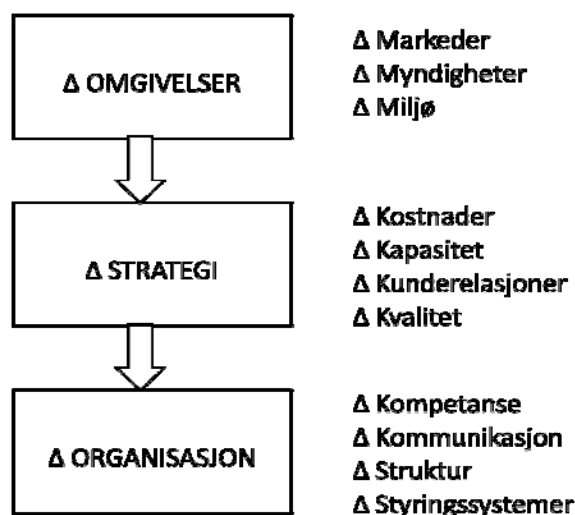 Δ OMGIVELSER
Δ Markeder
Δ Myndigheter
Δ Miljø
Δ STRATEGI
Δ Kostnader
Δ Kapasitet
Δ Kunderelasjoner
Δ Kvalitet
Δ ORGANISASJON
Δ Kompetanse
Δ Kommunikasjon
Δ Struktur
Δ Styringssystemer